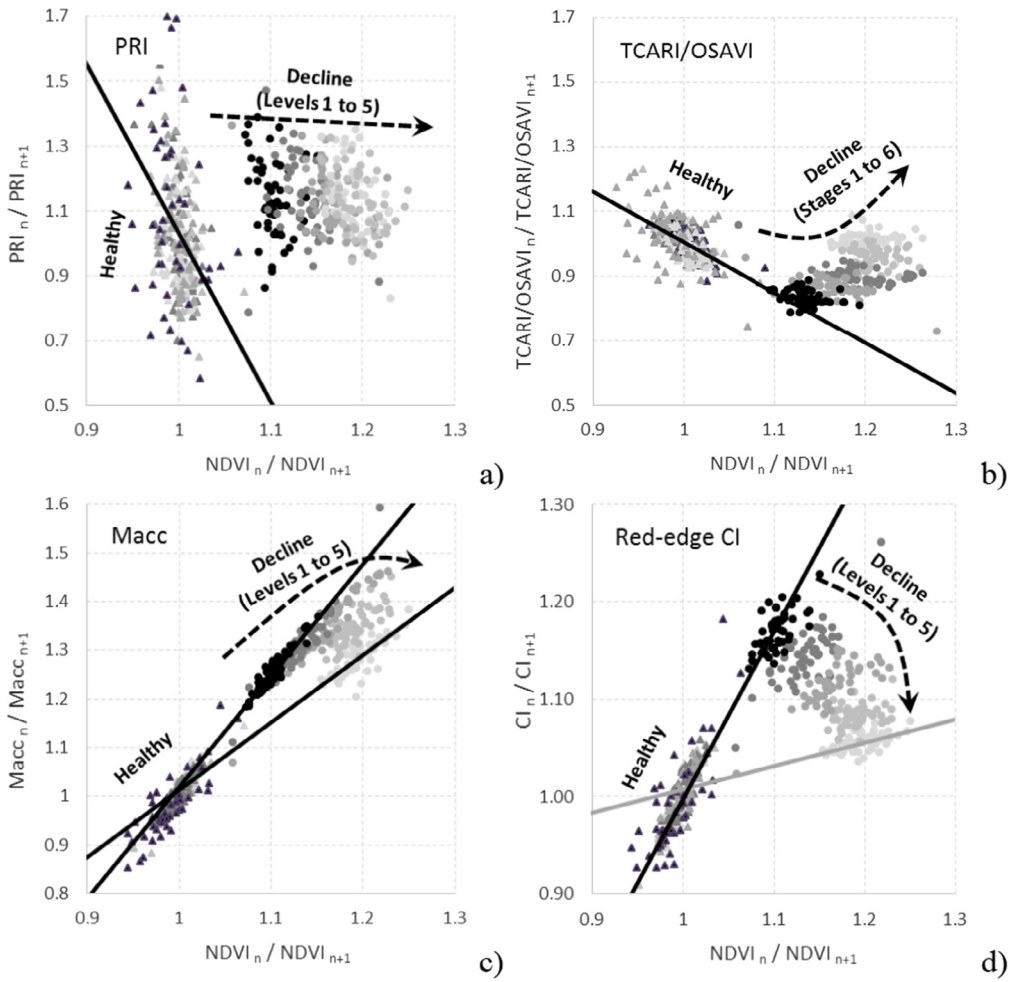 1.7
1.5
1.3
1.1
0.9
0.7
0.5
PRI n / PRI n+1
PRI
Decline
(Levels 1 to 5)
Healthy
0.9 1 1.1 1.2 1.3
NDVI n / NDVI n+1
a)
1.7
1.5
1.3
1.1
0.9
0.7
0.5
TCARI/OSAVI n / TCARI/OSAVI n+1
TCARI/OSAVI
Healthy
Decline
(Stages 1 to 6)
0.9 1 1.1 1.2 1.3
NDVI n / NDVI n+1
b)
1.6
1.5
1.4
1.3
1.2
1.1
1
0.9
0.8
Macc n / Macc n+1
Macc
Decline
(Levels 1 to 5)
Healthy
0.9 1 1.1 1.2 1.3
NDVI n / NDVI n+1
c)
1.30
1.20
1.10
1.00
0.90
CI n / CI n+1
Red-edge CI
Decline
(Levels 1 to 5)
Healthy
0.9 1 1.1 1.2 1.3
NDVI n / NDVI n+1
d)